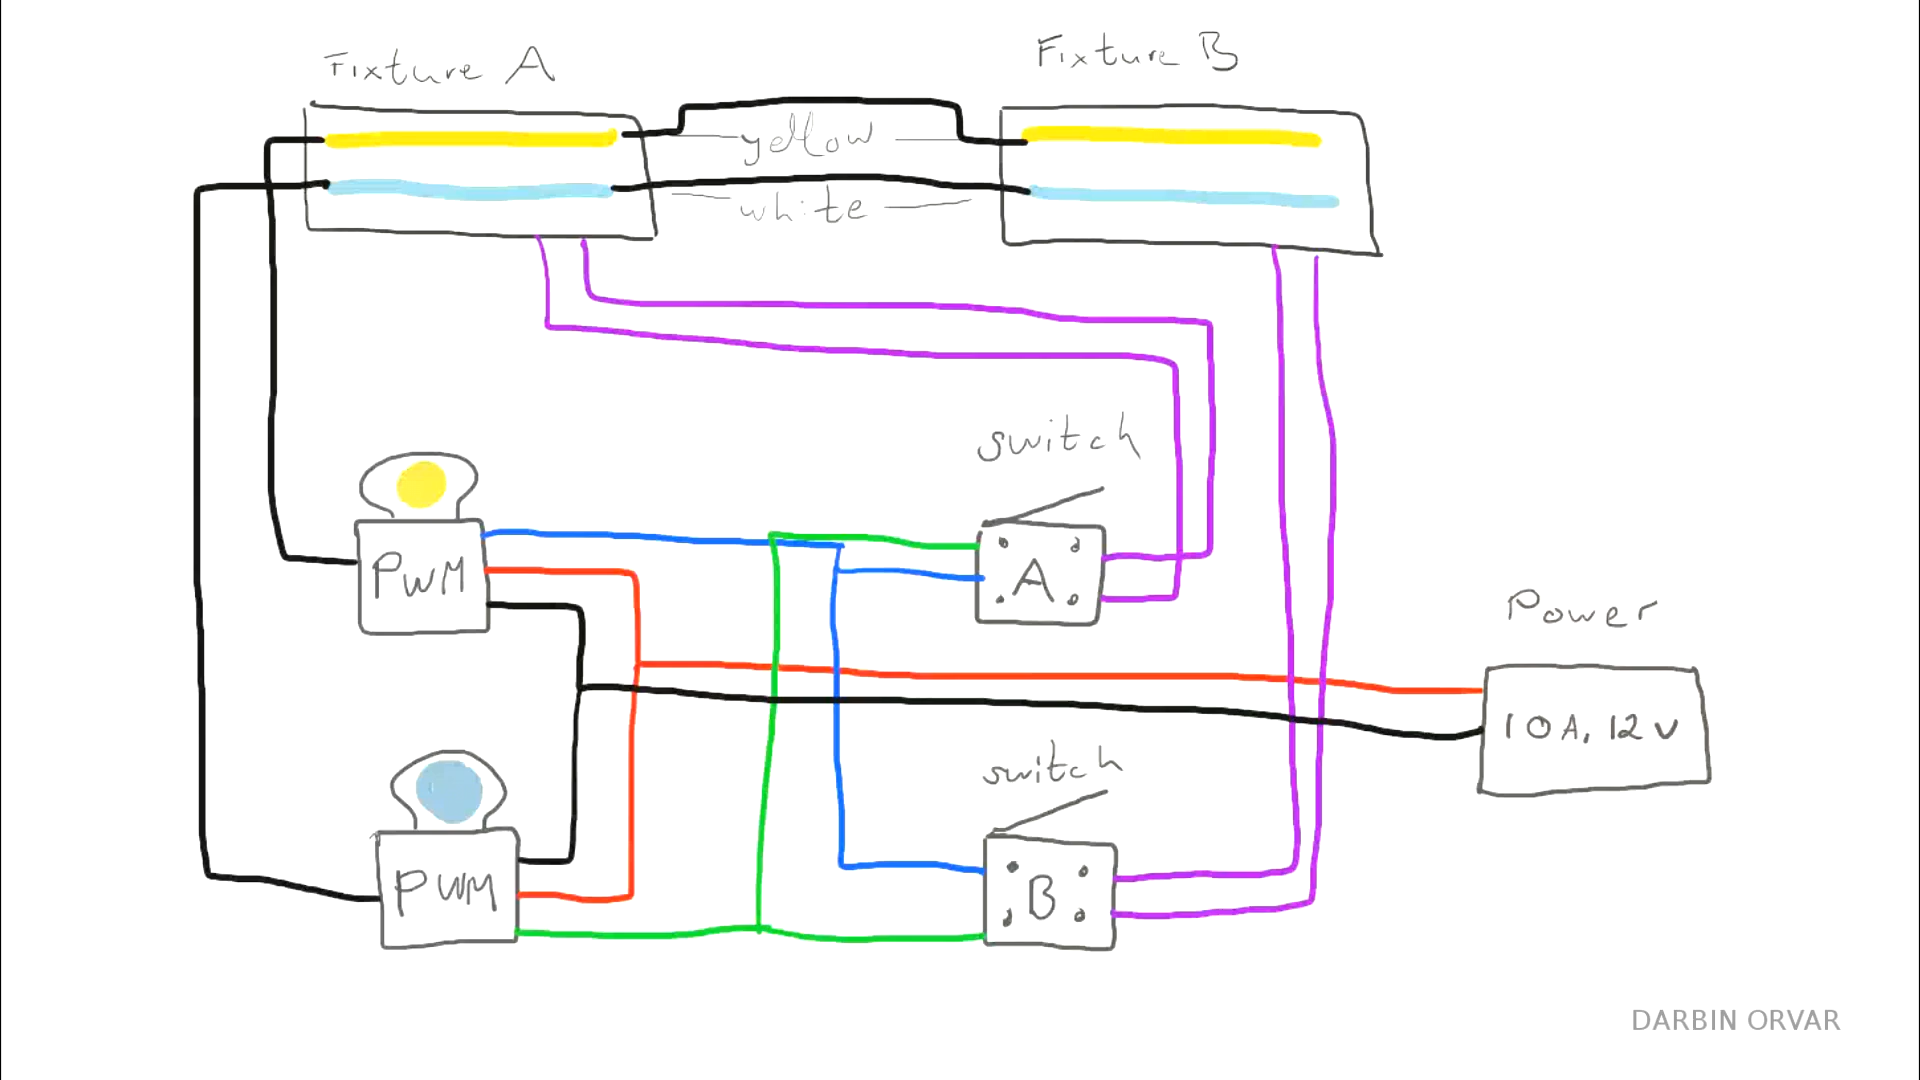 Fixture A
Fixture B
yellow
white
switch
PWM
A
Power
10A, 12v
switch
PWM
B
DARBIN ORVAR